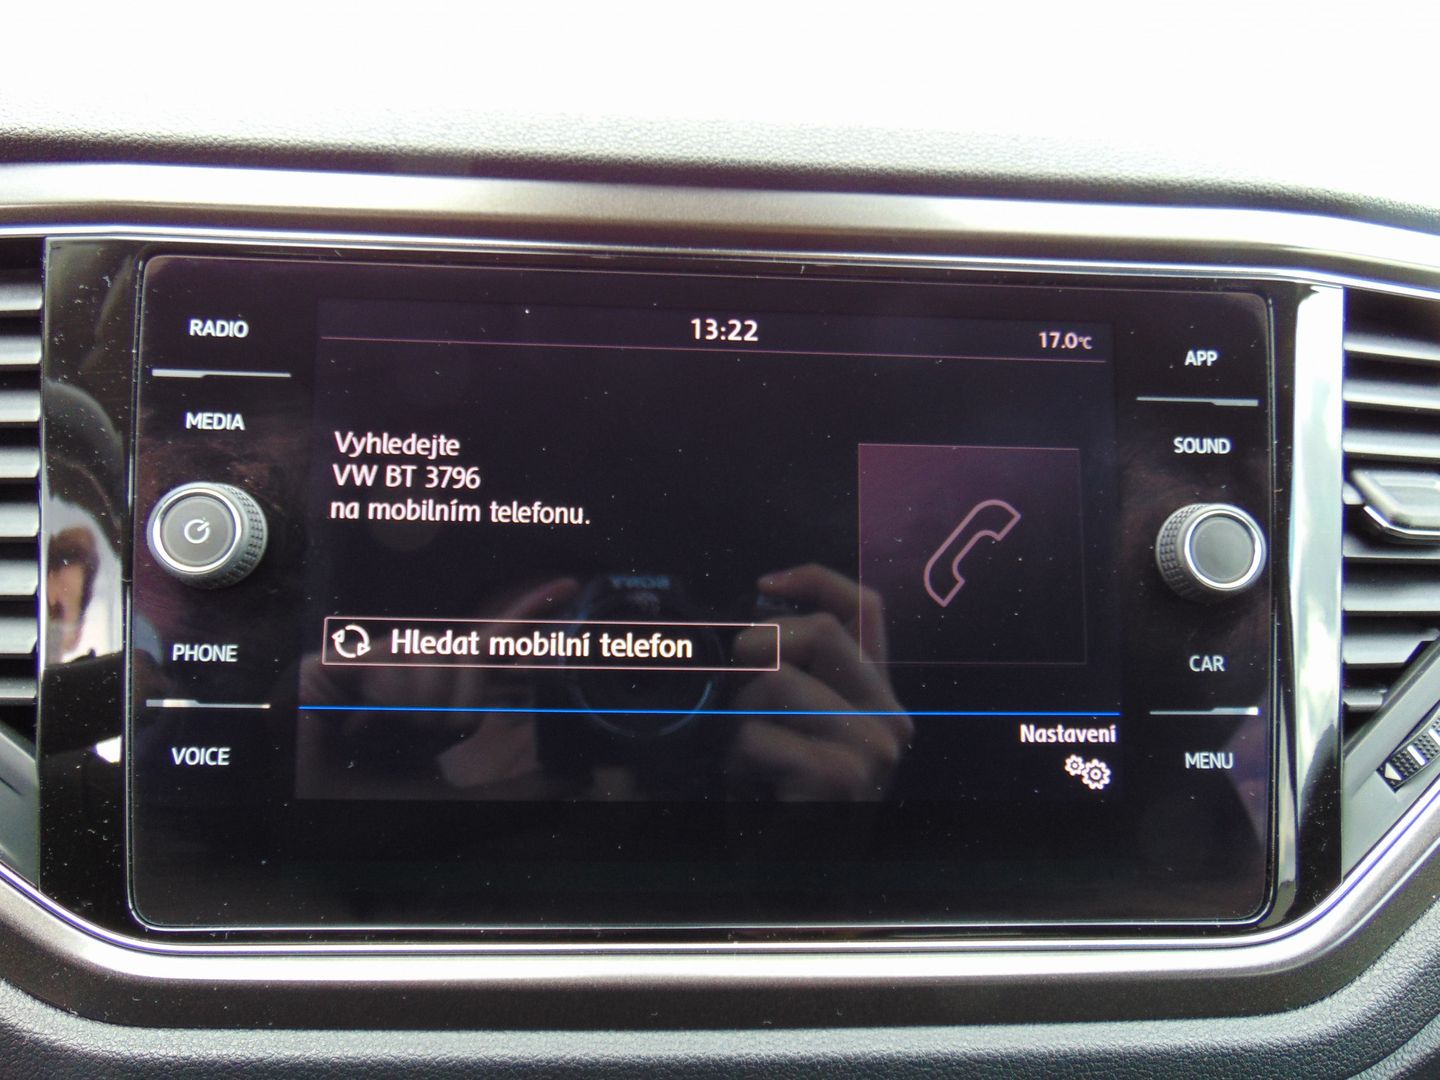 RADIO
MEDIA
PHONE
VOICE
13:22
17.0°C
Vyhledejte
VW BT 3796
na mobilním telefonu.
Hledat mobilní telefon
Nastavení
APP
SOUND
CAR
MENU
SONY